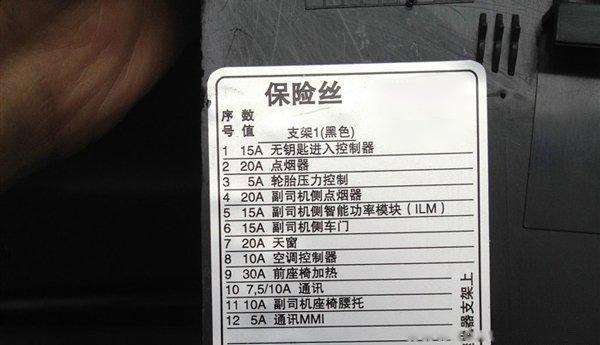 保险丝
序 数
号 值 支架1(黑色)
1 15A 无钥匙进入控制器
2 20A 点烟器
3 5A 轮胎压力控制
4 20A 副司机侧点烟器
5 15A 副司机侧智能功率模块(ILM)
6 15A 副司机侧车门
7 20A 天窗
8 10A 空调控制器
9 30A 前座椅加热
10 7,5/10A 通讯
11 10A 副司机座椅腰托
12 5A 通讯MMI
电器支架上